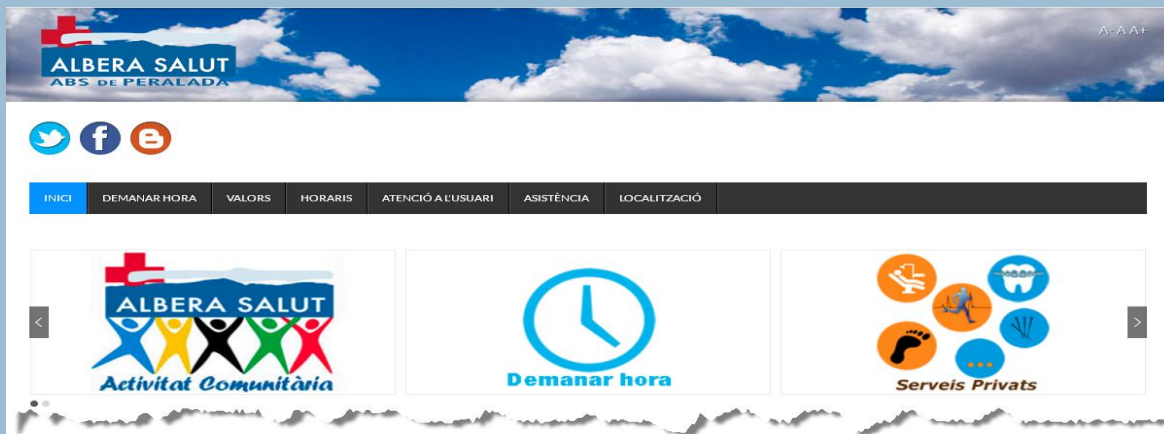 A- A A+
ALBERA SALUT
ABS DE PERALADA
INICI DEMANAR HORA VALORS HORARIS ATENCIÓ A L'USUARI ASISTÈNCIA LOCALITZACIÓ
ALBERA SALUT
Activitat Comunitària
Demanar hora
Serveis Privats